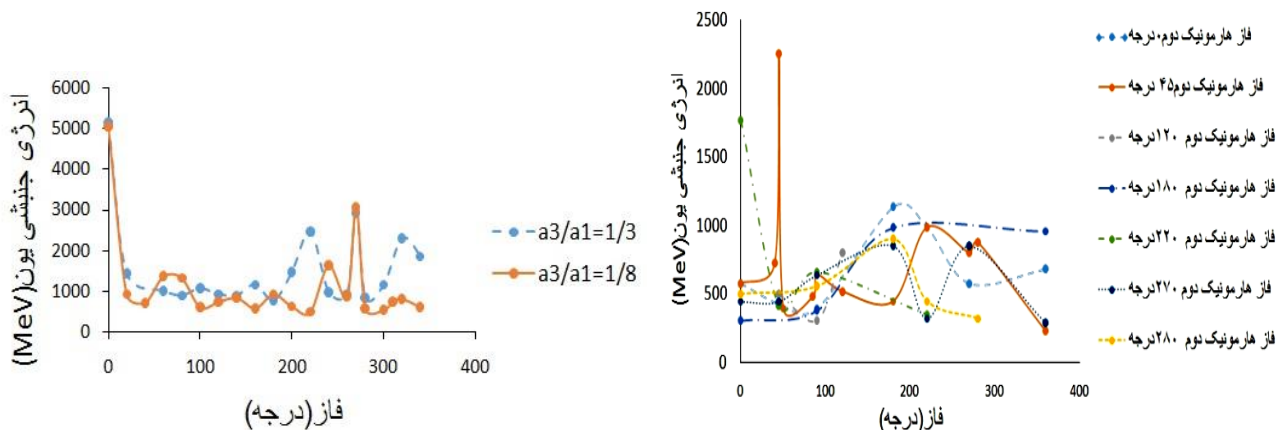 6000
5000
4000
3000
2000
1000
0
0
100
200
300
400
انرژی جنبشی یون(MeV)
فاز(درجه)
a3/a1=1/3
a3/a1=1/8
2500
2000
1500
1000
500
0
0
100
200
300
400
انرژی جنبشی یون(MeV)
فاز(درجه)
فاز هارمونیک دوم۰درجه
فاز هارمونیک دوم۴۵ درجه
فاز هارمونیک دوم ۱۲۰درجه
فاز هارمونیک دوم ۱۸۰درجه
فاز هارمونیک دوم ۲۲۰درجه
فاز هارمونیک دوم ۲۷۰درجه
فاز هارمونیک دوم ۲۸۰درجه